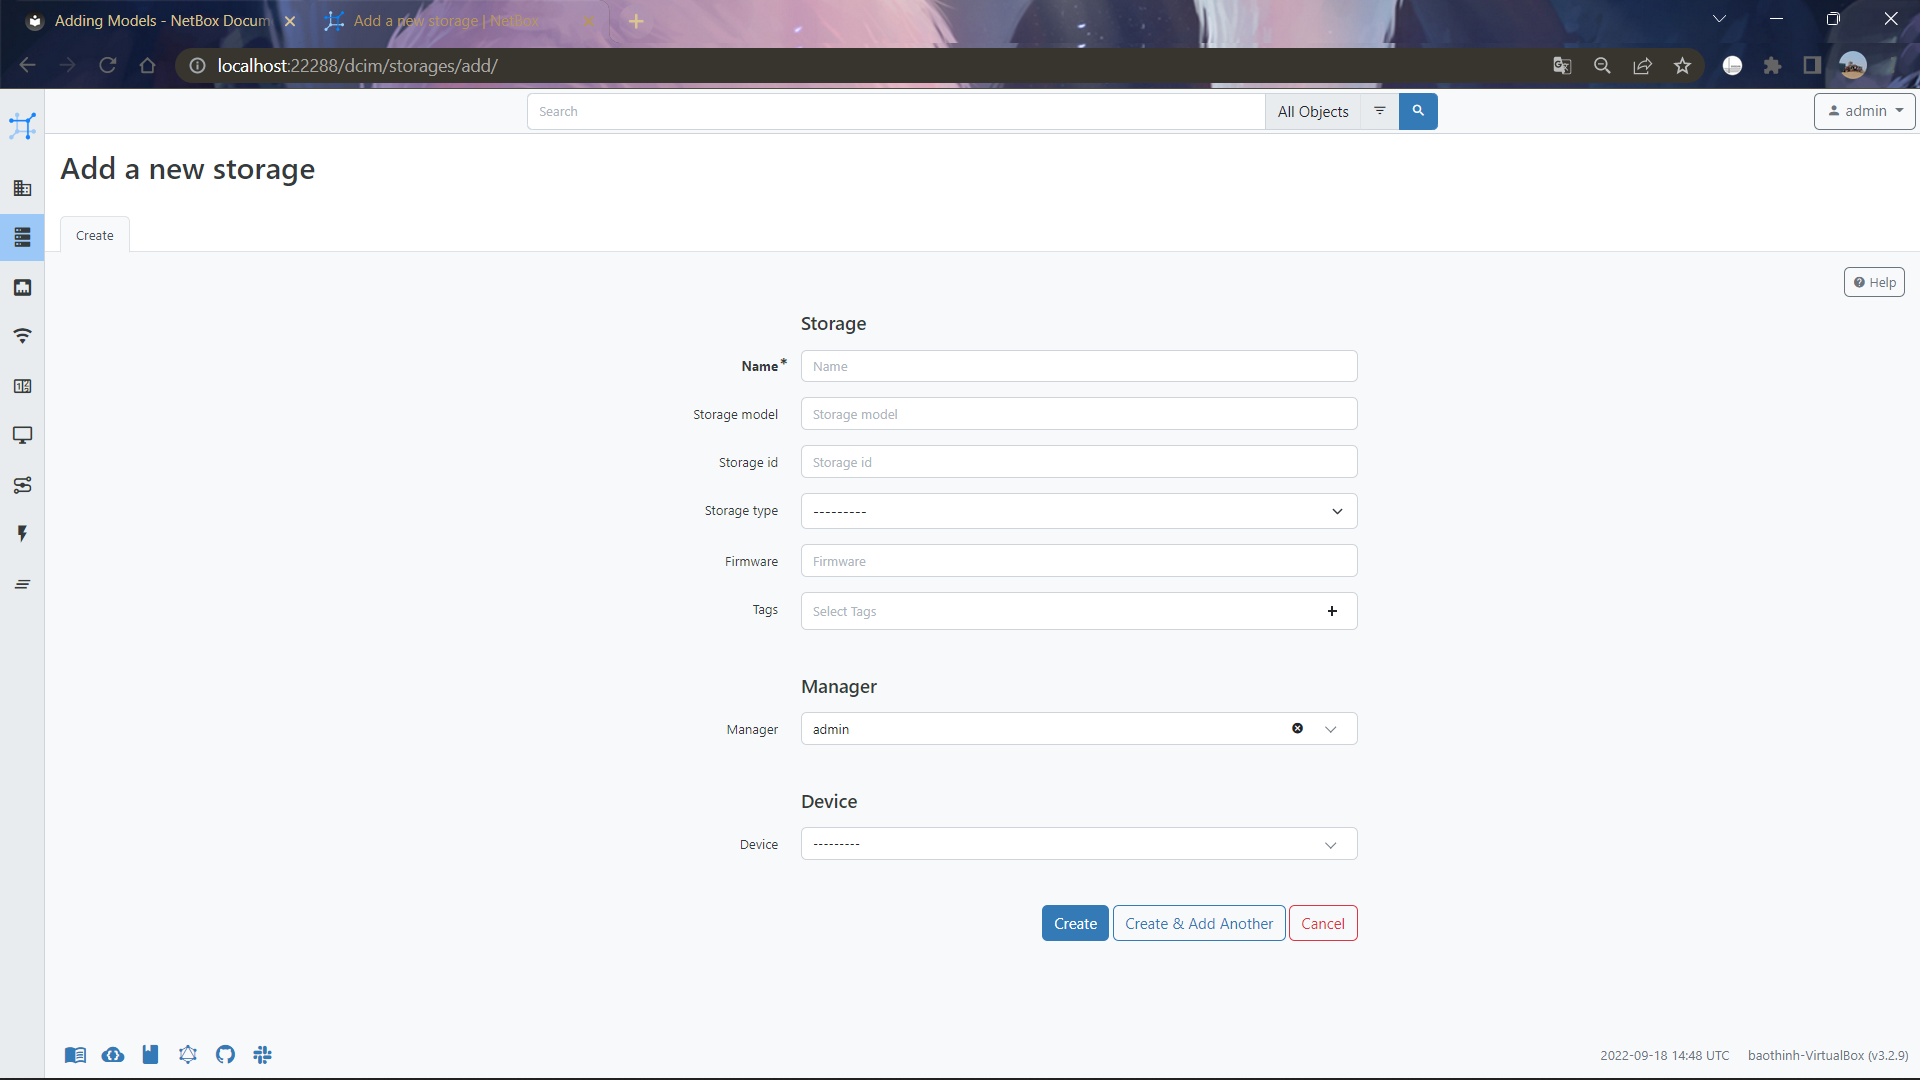 Adding Models - NetBox Docum
Add a new storage | NetBox
localhost:22288/dcim/storages/add/
Search
All Objects
admin
Add a new storage
Create
Help
Storage
Name*
Name
Storage model
Storage model
Storage id
Storage id
Storage type
---------
Firmware
Firmware
Tags
Select Tags
Manager
Manager
admin
Device
Device
---------
Create
Create & Add Another
Cancel
2022-09-18 14:48 UTC
baothinh-VirtualBox (v3.2.9)